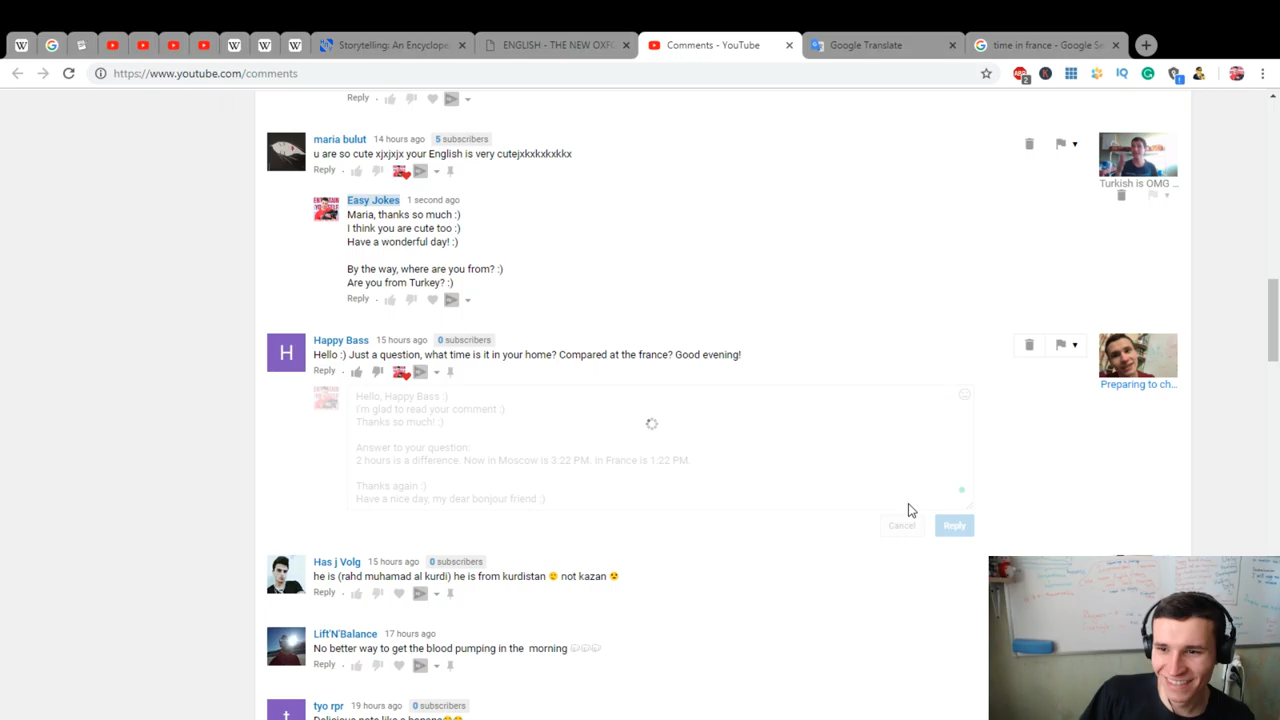 Storytelling: An Encyclope
ENGLISH - THE NEW OXFO
Comments - YouTube
Google Translate
time in france - Google Se
https://www.youtube.com/comments
Reply
maria bulut 14 hours ago 5 subscribers
u are so cute xjxjxjx your English is very cutejxkxkxkxkkx
Turkish is OMG ...
Reply
Easy Jokes 1 second ago
Maria, thanks so much :)
I think you are cute too :)
Have a wonderful day! :)
By the way, where are you from? :)
Are you from Turkey? :)
Reply
Happy Bass 15 hours ago 0 subscribers
H
Hello :) Just a question, what time is it in your home? Compared at the france? Good evening!
Reply
Preparing to ch...
Hello, Happy Bass :)
I'm glad to read your comment :)
Thanks so much! :)
Answer to your question:
2 hours is a difference. Now in Moscow is 3:22 PM. In France is 1:22 PM.
Thanks again :)
Have a nice day, my dear bonjour friend :)
Cancel Reply
Has j Volg 15 hours ago 0 subscribers
he is (rahd muhamad al kurdi) he is from kurdistan 🙂 not kazan 😮
Reply
Lift'N'Balance 17 hours ago
No better way to get the blood pumping in the morning
Reply
tyo rpr 19 hours ago 0 subscribers